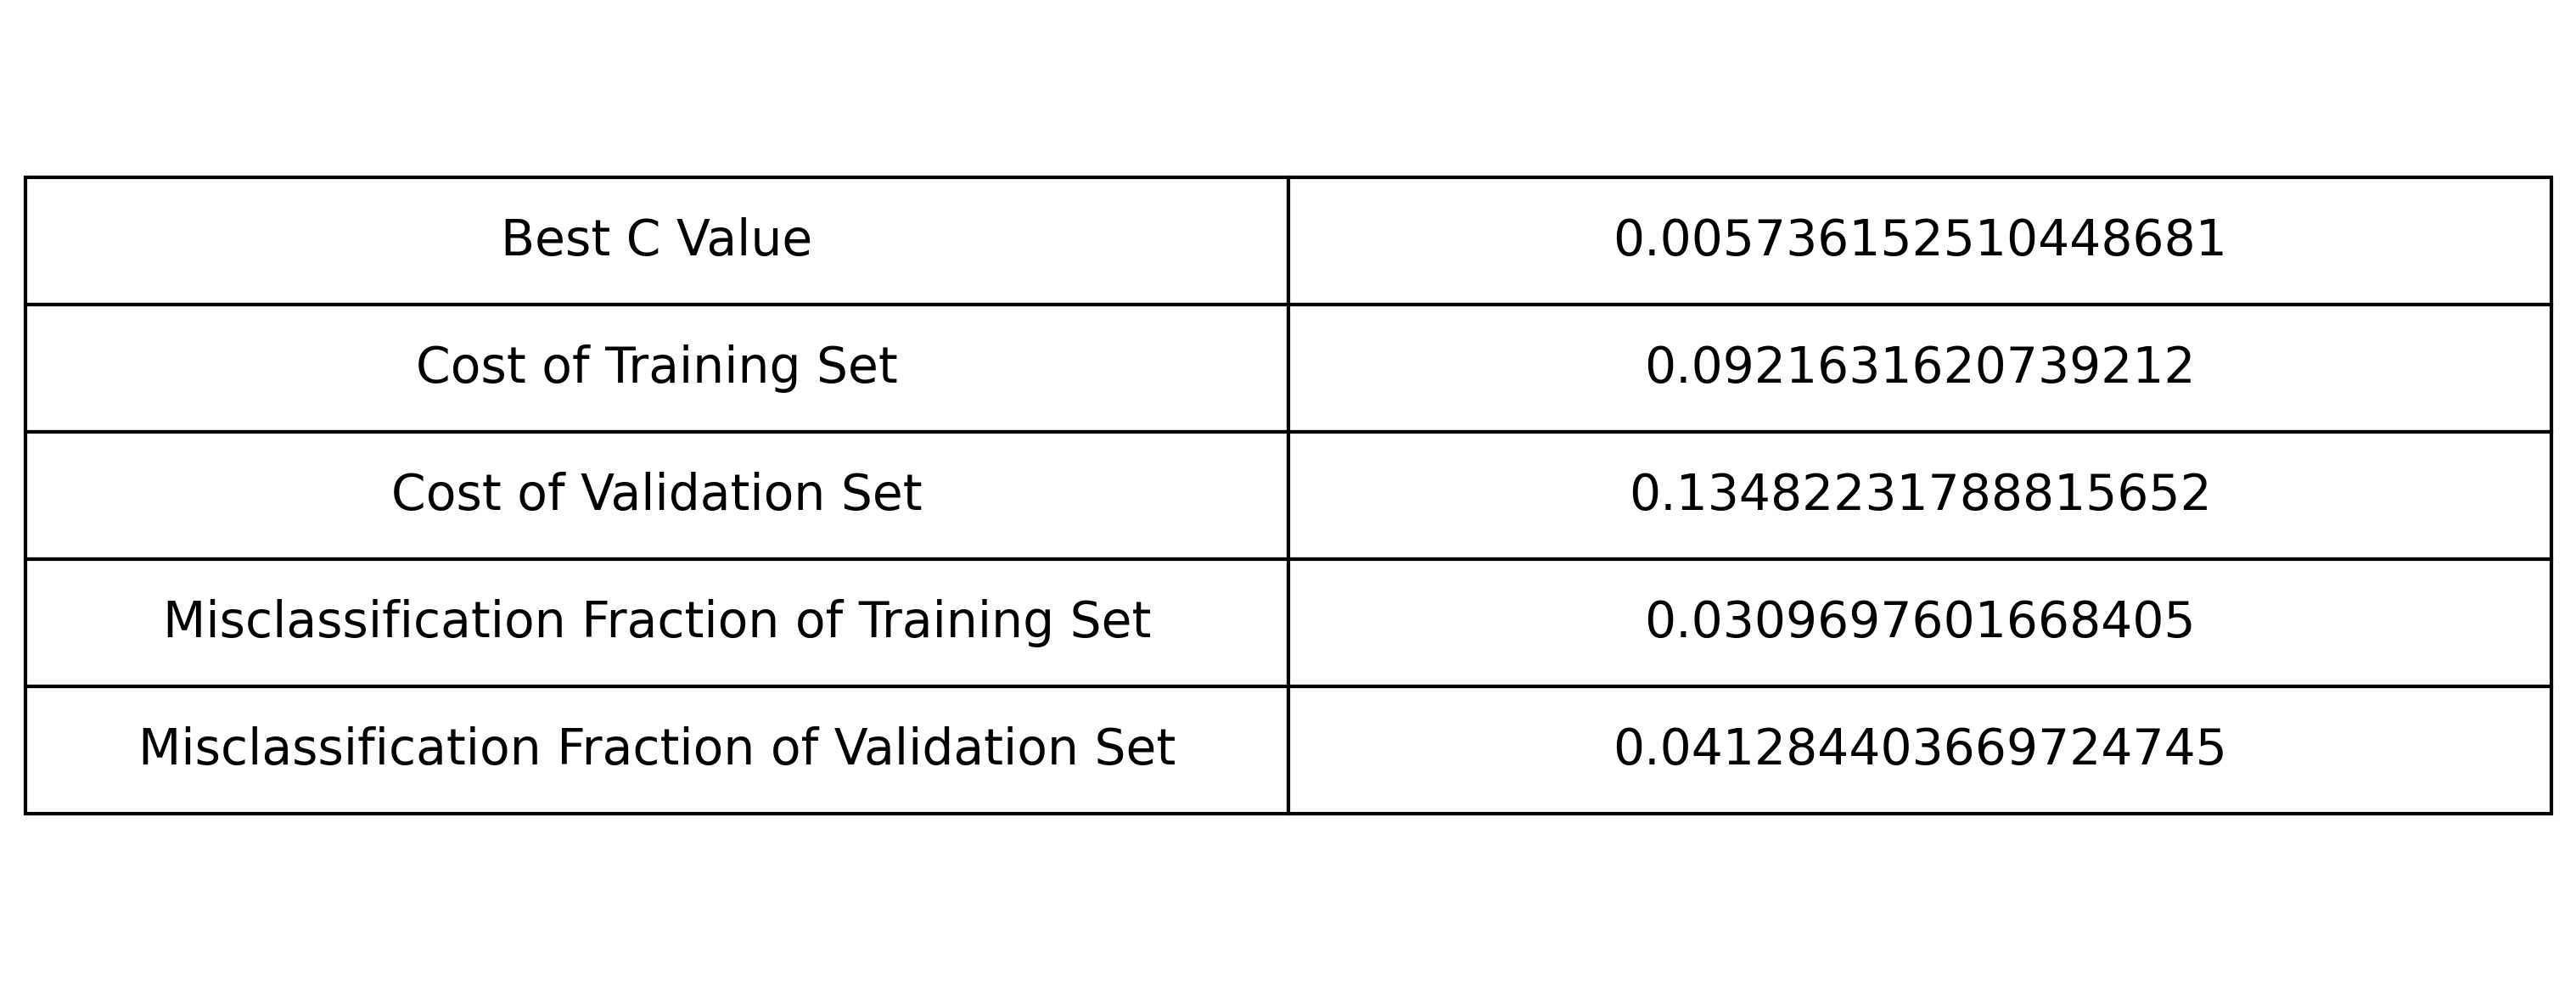 Best C Value 0.005736152510448681
Cost of Training Set 0.0921631620739212
Cost of Validation Set 0.13482231788815652
Misclassification Fraction of Training Set 0.0309697601668405
Misclassification Fraction of Validation Set 0.041284403669724745